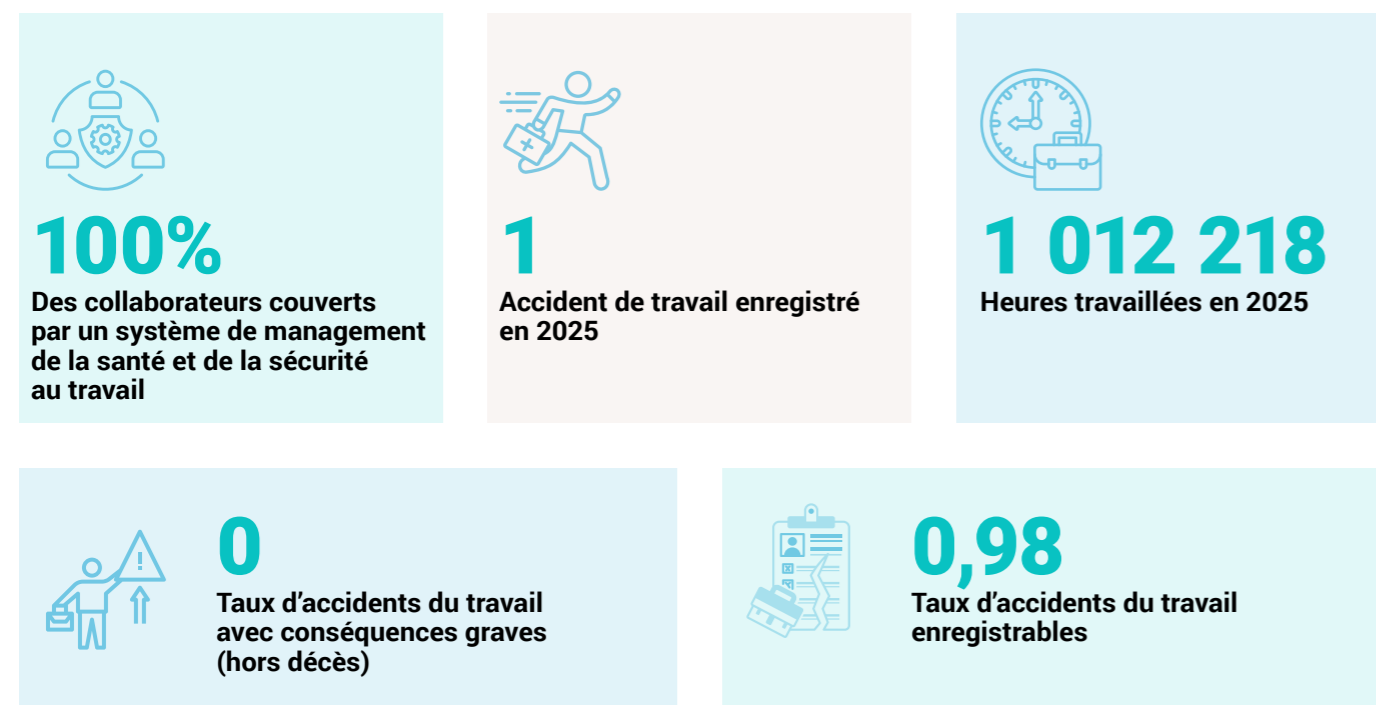 100%
Des collaborateurs couverts
par un système de management
de la santé et de la sécurité
au travail
1
Accident de travail enregistré
en 2025
1 012 218
Heures travaillées en 2025
0
Taux d’accidents du travail
avec conséquences graves
(hors décès)
0,98
Taux d’accidents du travail
enregistrables